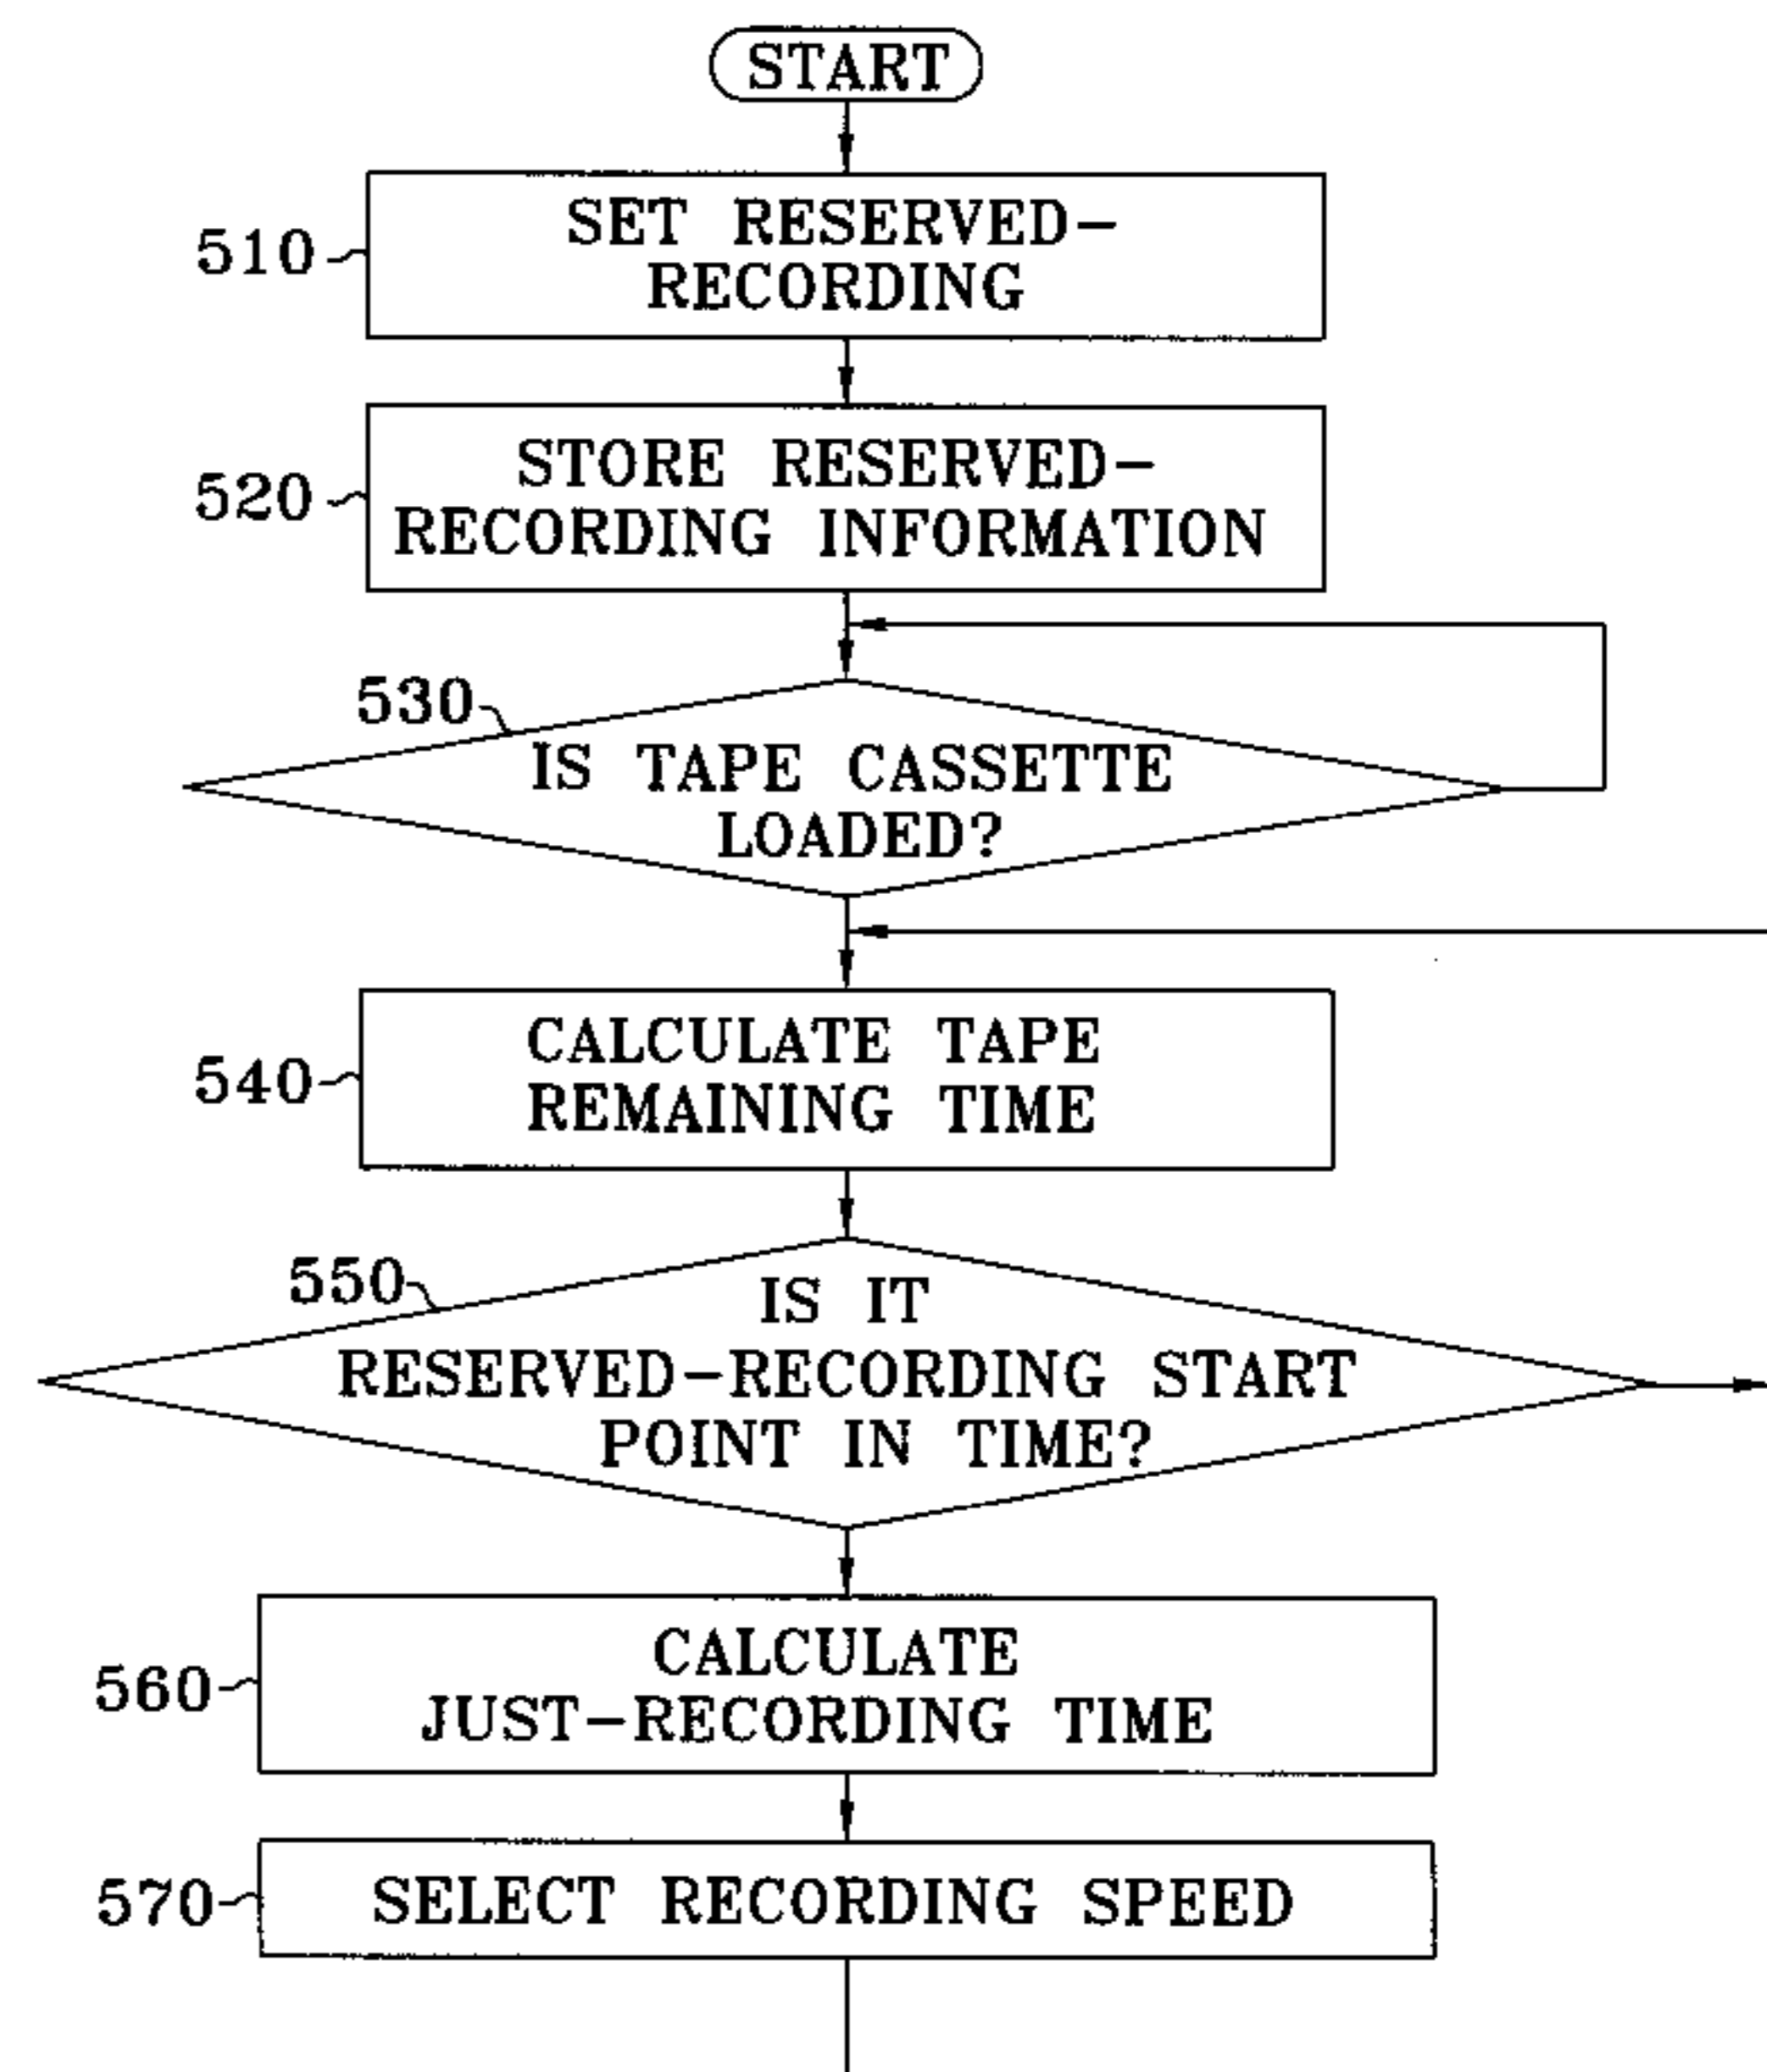 START
510
SET RESERVED-
RECORDING
520
STORE RESERVED-
RECORDING INFORMATION
530
IS TAPE CASSETTE
LOADED?
540
CALCULATE TAPE
REMAINING TIME
550
IS IT
RESERVED-RECORDING START
POINT IN TIME?
560
CALCULATE
JUST-RECORDING TIME
570
SELECT RECORDING SPEED